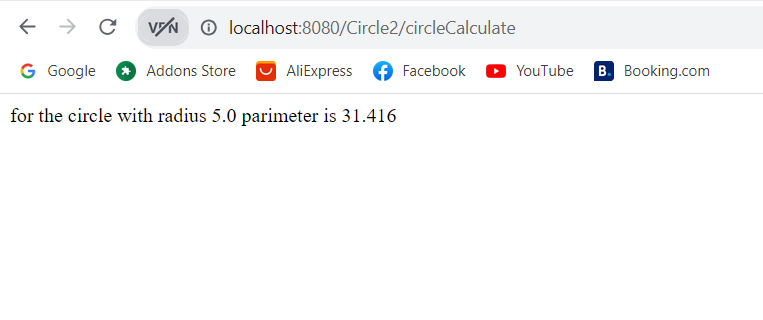 VPN localhost:8080/Circle2/circleCalculate
Google Addons Store AliExpress Facebook YouTube B. Booking.com
for the circle with radius 5.0 parimeter is 31.416